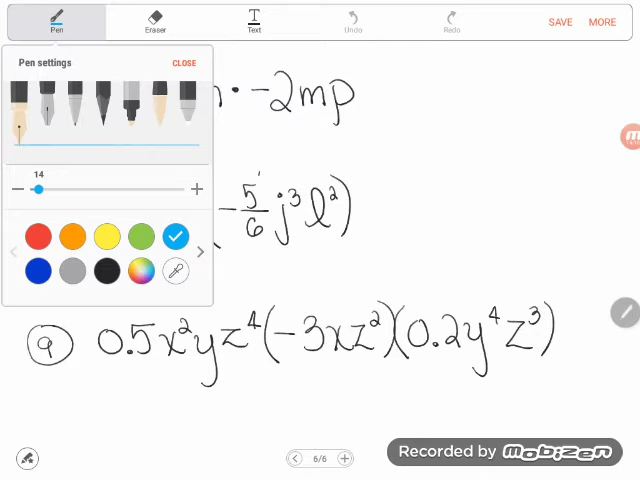 Pen Eraser Text Undo Redo SAVE MORE
Pen settings CLOSE
· -2mp
14
-5/6 j³l²)
9 0.5x²yz⁴(-3xz²)(0.2y⁴z³)
6/6
Recorded by mobizen